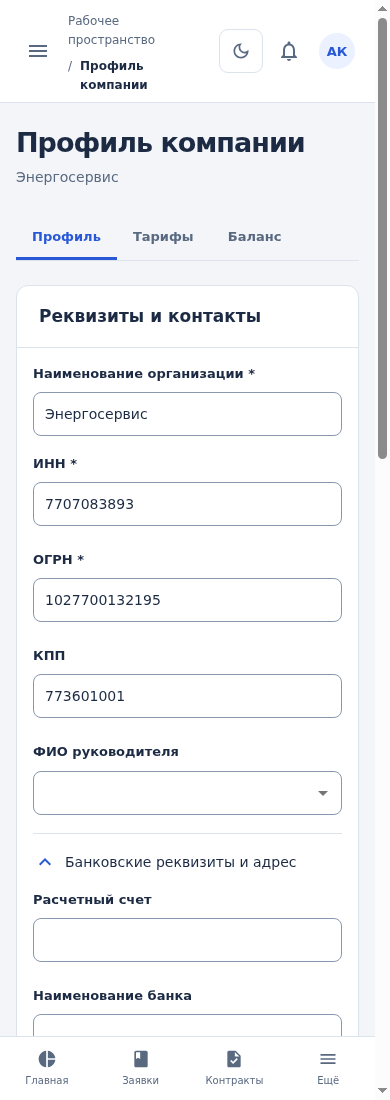 Рабочее
пространство
/ Профиль
компании
АК
Профиль компании
Энергосервис
Профиль Тарифы Баланс
Реквизиты и контакты
Наименование организации *
Энергосервис
ИНН *
7707083893
ОГРН *
1027700132195
КПП
773601001
ФИО руководителя
Банковские реквизиты и адрес
Расчетный счет
Наименование банка
Главная Заявки Контракты Ещё